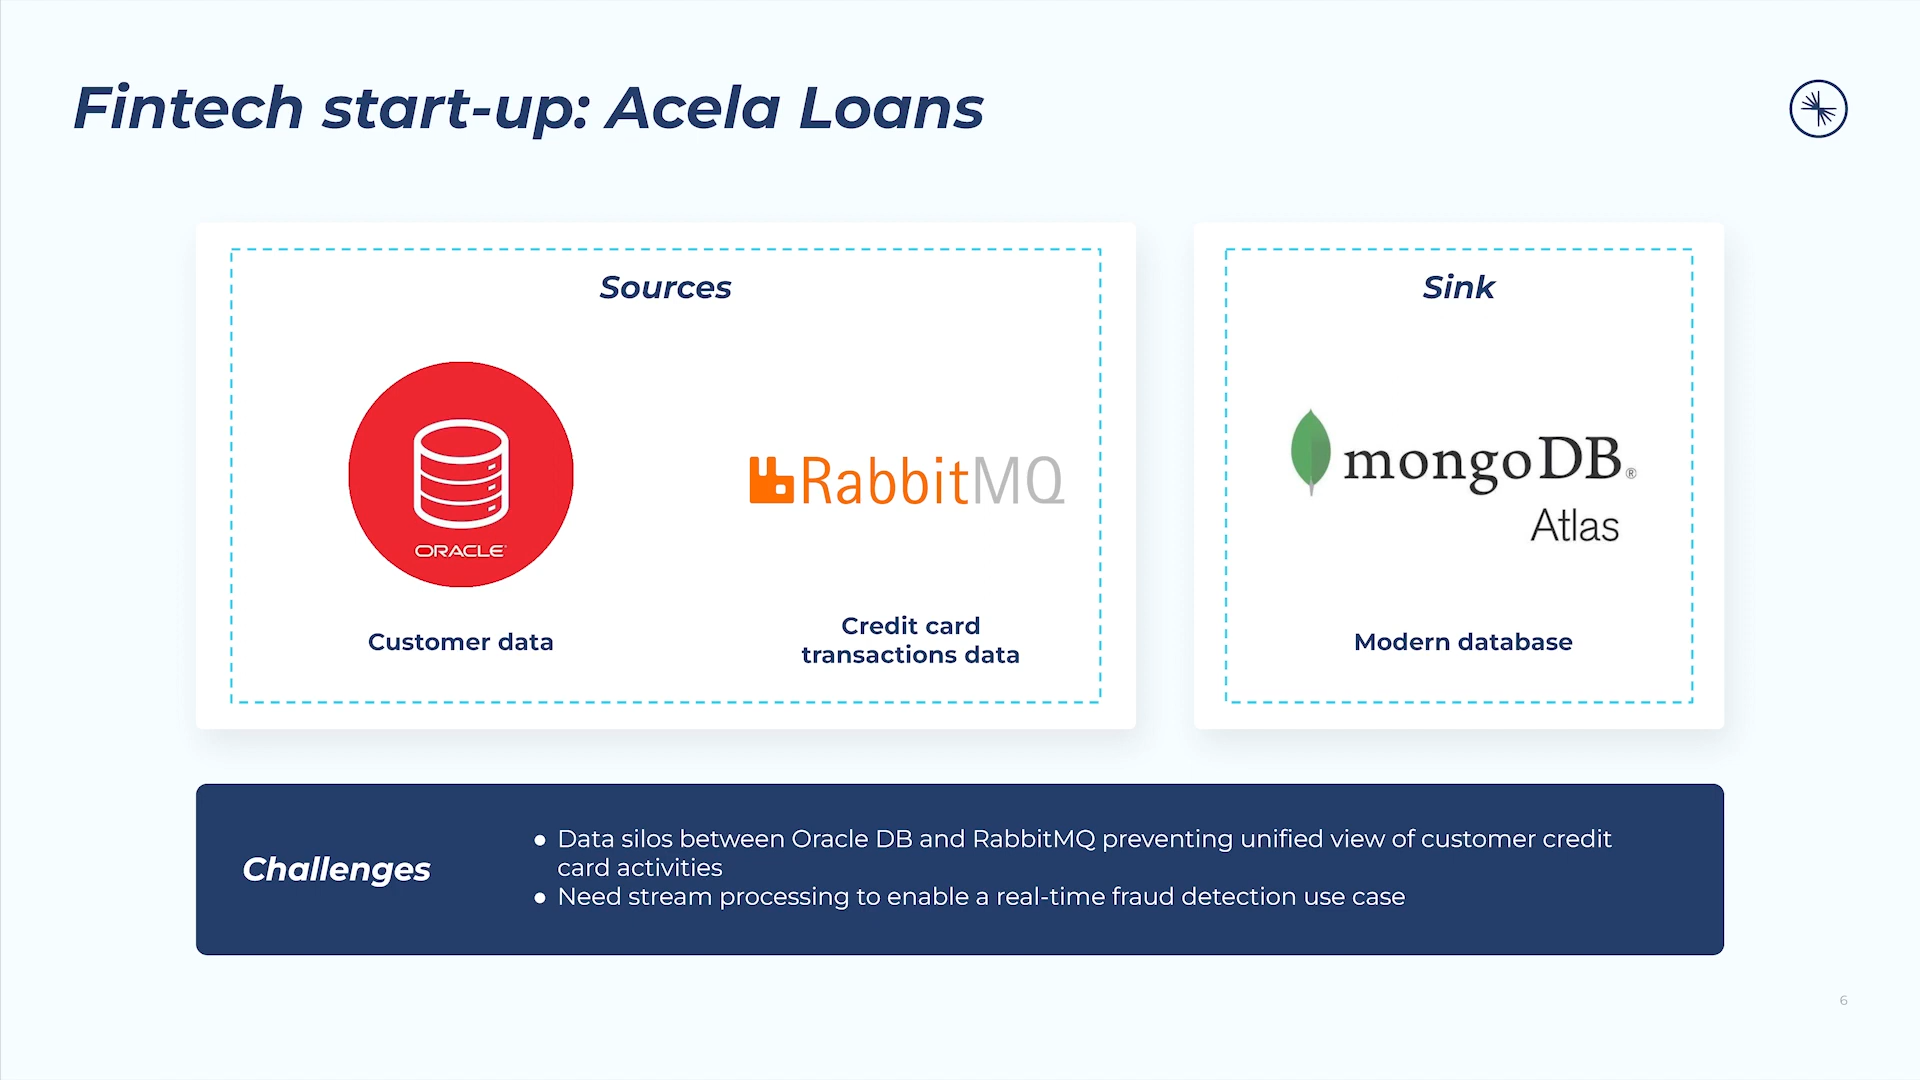 Fintech start-up: Acela Loans
Sources
ORACLE
Customer data
RabbitMQ
Credit card
transactions data
Sink
mongoDB®
Atlas
Modern database
Challenges
● Data silos between Oracle DB and RabbitMQ preventing unified view of customer credit
card activities
● Need stream processing to enable a real-time fraud detection use case
6